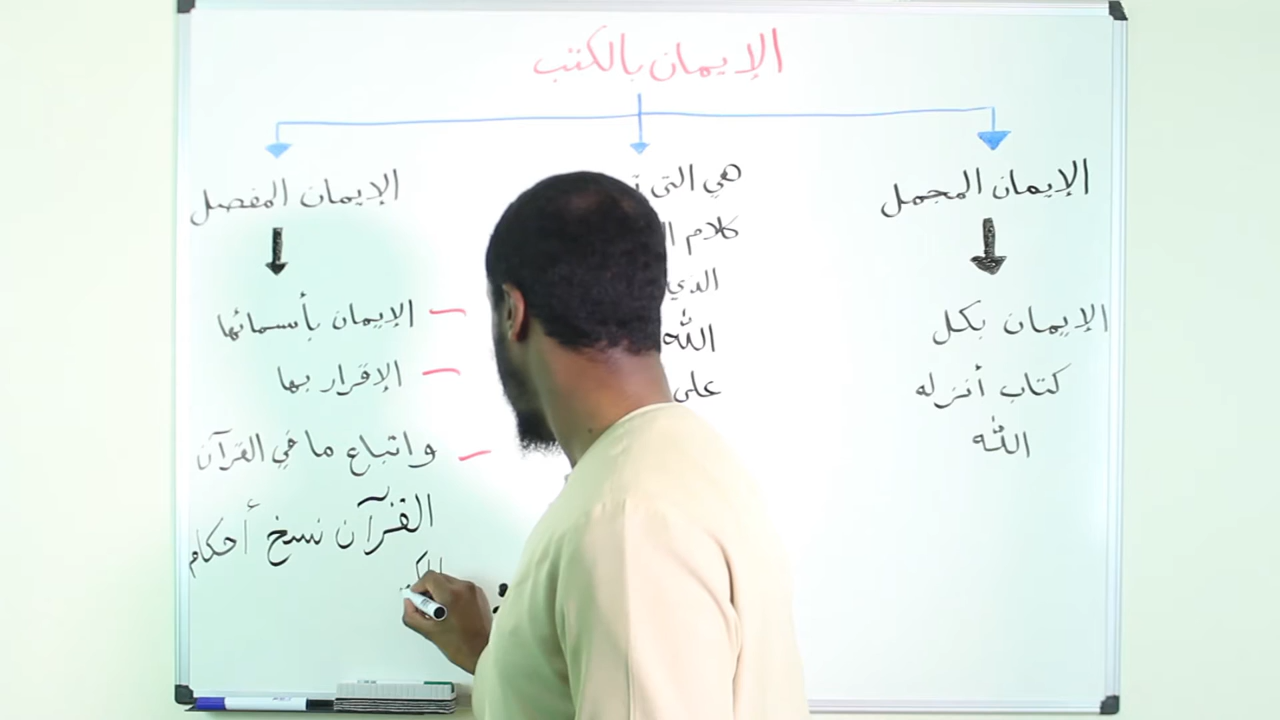 الإيمان بالكتب
الإيمان المجمل
الإيمان بكل
كتاب أنزله
الله
هي التي
كلام
الذي
الله
على
الإيمان المفصل
الإيمان بأسمائها
الإقرار بها
واتباع ما في القرآن
القرآن نسخ أحكام